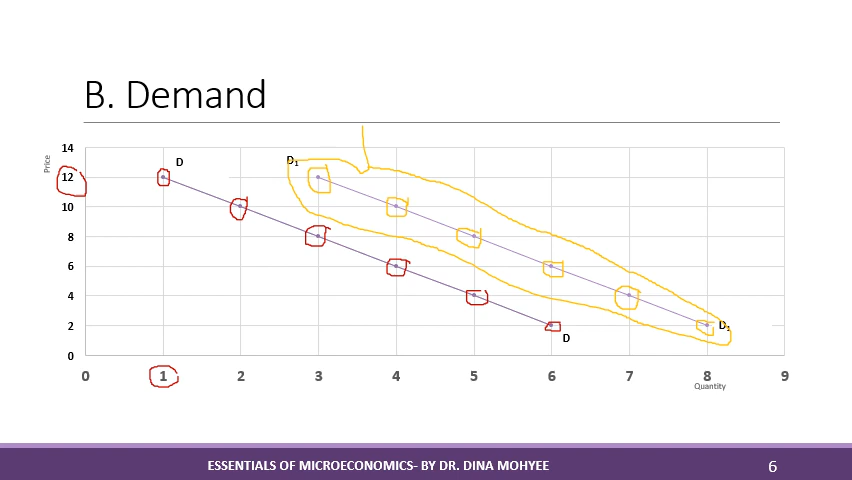 B. Demand
Price
14
12
10
8
6
4
2
0
D
D₁
D
D₁
0 1 2 3 4 5 6 7 8 9
Quantity
ESSENTIALS OF MICROECONOMICS- BY DR. DINA MOHYEE
6